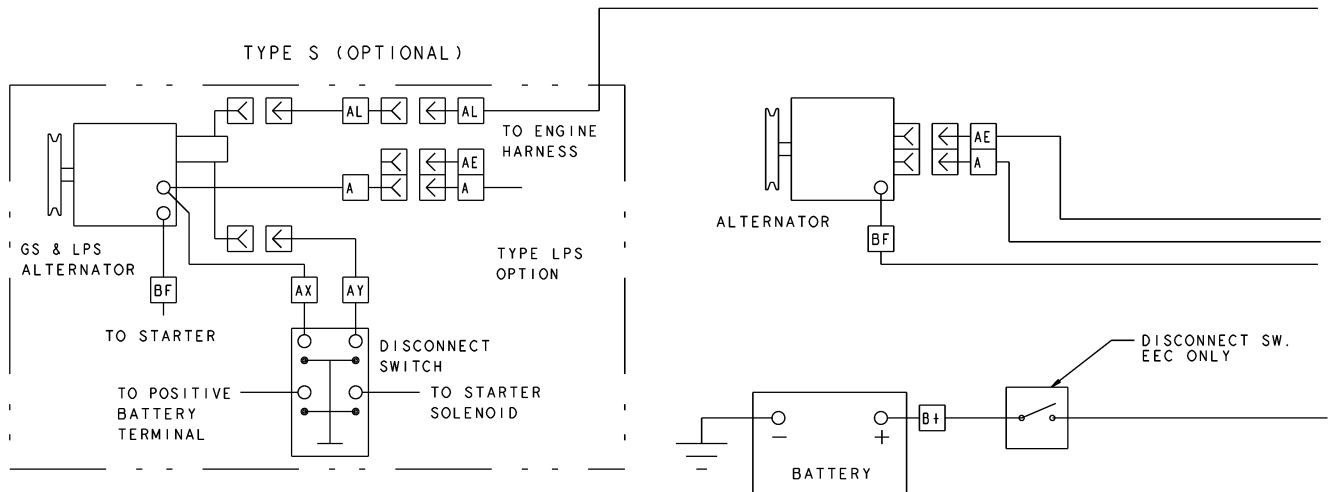 TYPE S (OPTIONAL)
AL
AL
TO ENGINE
HARNESS
AE
A
A
GS & LPS
ALTERNATOR
BF
TO STARTER
AX
AY
TYPE LPS
OPTION
DISCONNECT
SWITCH
TO POSITIVE
BATTERY
TERMINAL
TO STARTER
SOLENOID
AE
A
ALTERNATOR
BF
DISCONNECT SW.
EEC ONLY
- +
B+
BATTERY